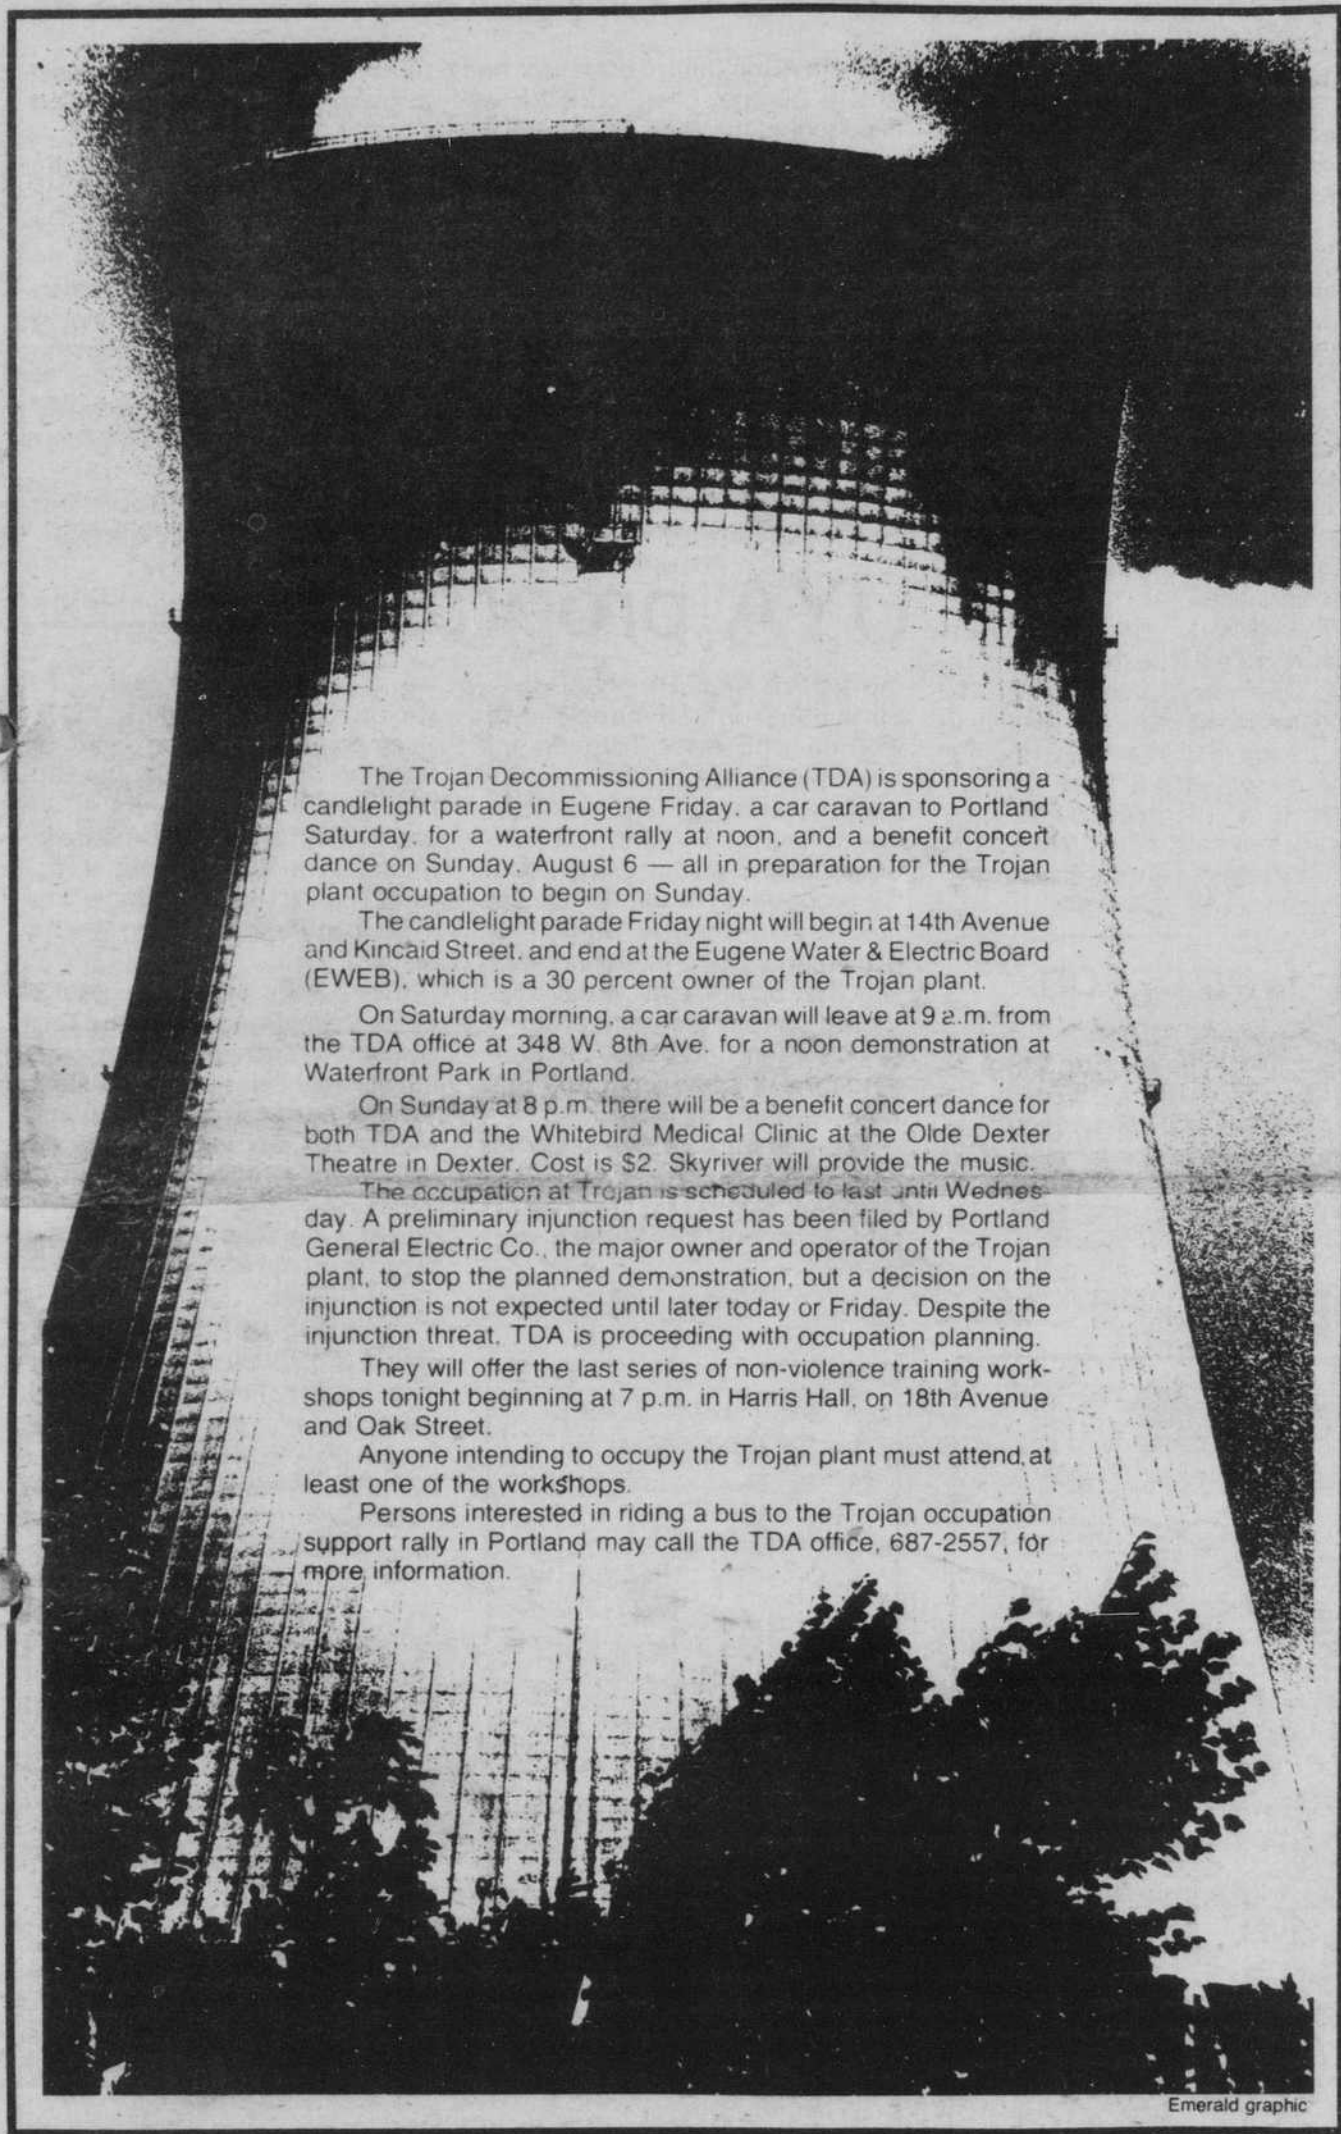 The Trojan Decommissioning Alliance (TDA) is sponsoring a
candlelight parade in Eugene Friday, a car caravan to Portland
Saturday, for a waterfront rally at noon, and a benefit concert
dance on Sunday, August 6 — all in preparation for the Trojan
plant occupation to begin on Sunday.
The candlelight parade Friday night will begin at 14th Avenue
and Kincaid Street, and end at the Eugene Water & Electric Board
(EWEB), which is a 30 percent owner of the Trojan plant.
On Saturday morning, a car caravan will leave at 9 a.m. from
the TDA office at 348 W. 8th Ave. for a noon demonstration at
Waterfront Park in Portland.
On Sunday at 8 p.m. there will be a benefit concert dance for
both TDA and the Whitebird Medical Clinic at the Olde Dexter
Theatre in Dexter. Cost is $2. Skyriver will provide the music.
The occupation at Trojan is scheduled to last until Wednes-
day. A preliminary injunction request has been filed by Portland
General Electric Co., the major owner and operator of the Trojan
plant, to stop the planned demonstration, but a decision on the
injunction is not expected until later today or Friday. Despite the
injunction threat, TDA is proceeding with occupation planning.
They will offer the last series of non-violence training work-
shops tonight beginning at 7 p.m. in Harris Hall, on 18th Avenue
and Oak Street.
Anyone intending to occupy the Trojan plant must attend at
least one of the workshops.
Persons interested in riding a bus to the Trojan occupation
support rally in Portland may call the TDA office, 687-2557, for
more information.
Emerald graphic